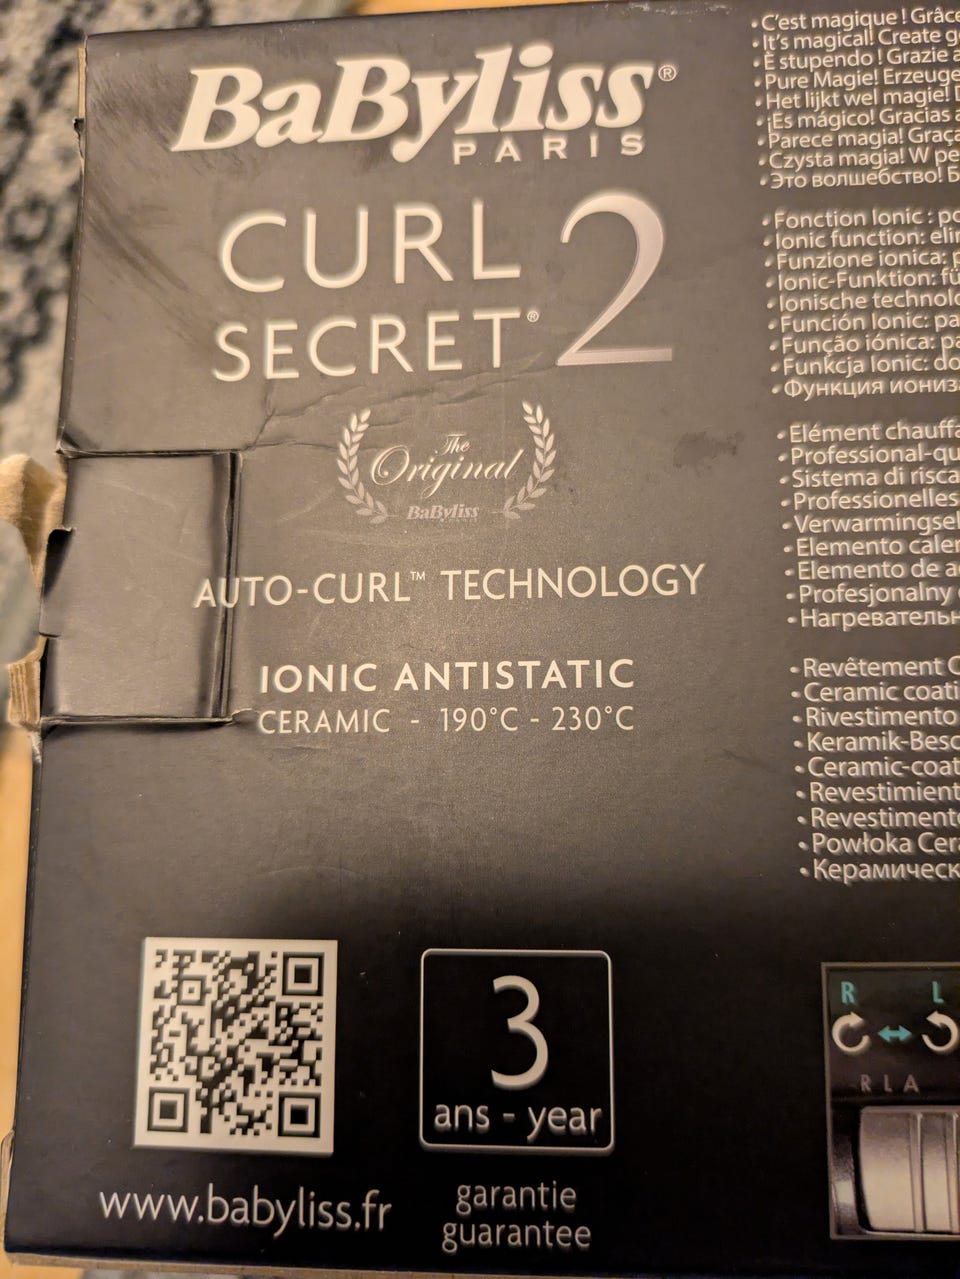 BaByliss®
PARIS
CURL
SECRET® 2
The
Original
BaByliss
AUTO-CURL™ TECHNOLOGY
IONIC ANTISTATIC
CERAMIC - 190°C - 230°C
3
ans - year
garantie
guarantee
www.babyliss.fr
• C'est magique ! Grâce
• It's magical! Create
• È stupendo ! Grazie a
• Pure Magie! Erzeuge
• Het lijkt wel magie!
• ¡Es mágico! Gracias a
• Parece magia! Graça
• Czysta magia! W pe
• Это волшебство! Б
• Fonction Ionic : po
• Ionic function: eli
• Funzione ionica: p
• Ionic-Funktion: fü
• Ionische technolo
• Función Ionic: pa
• Função iónica: pa
• Funkcja Ionic: do
• Функция иониза
• Elément chauffa
• Professional-qu
• Sistema di risca
• Professionelles
• Verwarmingsel
• Elemento caler
• Elemento de a
• Profesjonalny
• Нагревательн
• Revêtement C
• Ceramic coati
• Rivestimento
• Keramik-Besc
• Ceramic-coat
• Revestimient
• Revestimento
• Powłoka Cera
• Керамическ
R L
R L A